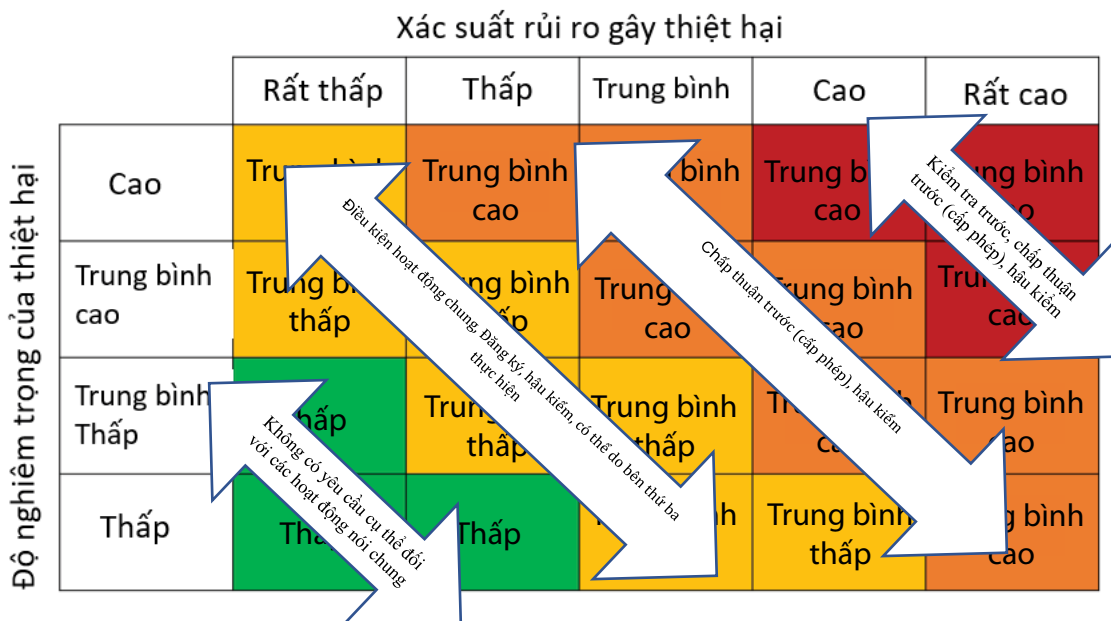 Xác suất rủi ro gây thiệt hại
Rất thấp
Thấp
Trung bình
Cao
Rất cao
Độ nghiêm trọng của thiệt hại
Cao
Trung bình
cao
bình
Trung
cao
bình
Kiểm tra trước, chấp thuận
trước (cấp phép), hậu kiểm
Trung bình
cao
Trung
thấp
bình
Trung
cao
bình
cao
Điều kiện hoạt động chung, Đăng ký, hậu kiểm, có thể do bên thứ ba
thực hiện
Chấp thuận trước (cấp phép), hậu kiểm
Trung bình
Thấp
Trung
thấp
Trung bình
thấp
Trung bình
cao
Không có yêu cầu cụ thể đối
với các hoạt động nói chung
Thấp
Thấp
Trung bình
thấp
bình
cao